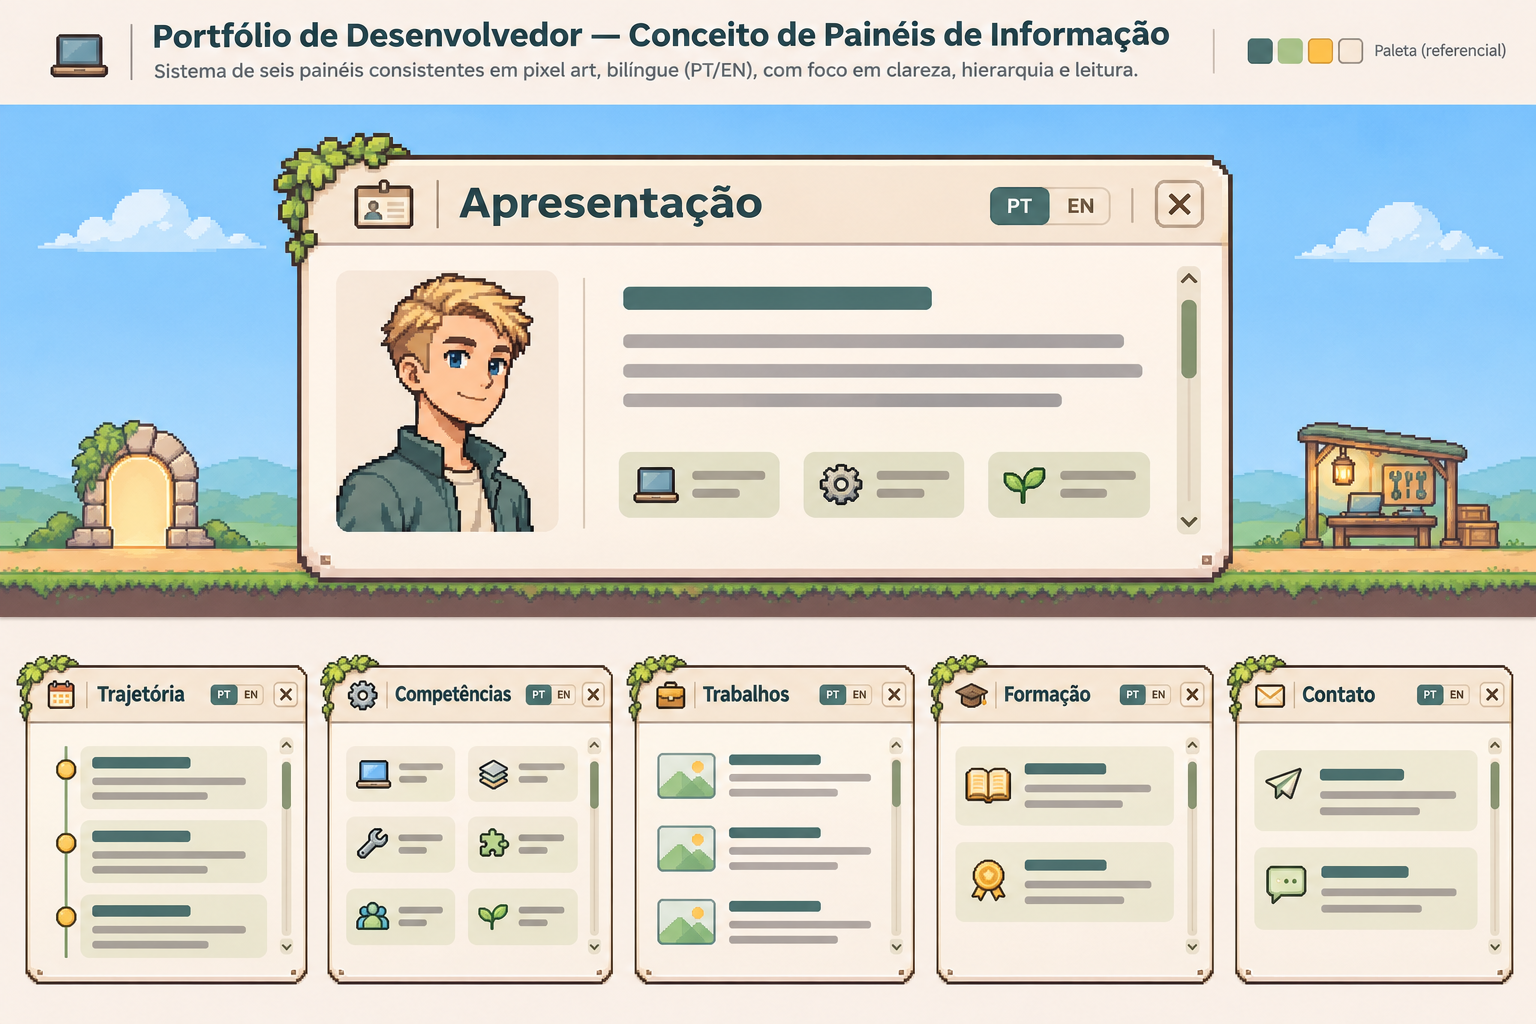 Portfólio de Desenvolvedor — Conceito de Painéis de Informação
Sistema de seis painéis consistentes em pixel art, bilíngue (PT/EN), com foco em clareza, hierarquia e leitura.
Paleta (referencial)
Apresentação
PT EN
Trajetória
PT EN
Competências
PT EN
Trabalhos
PT EN
Formação
PT EN
Contato
PT EN